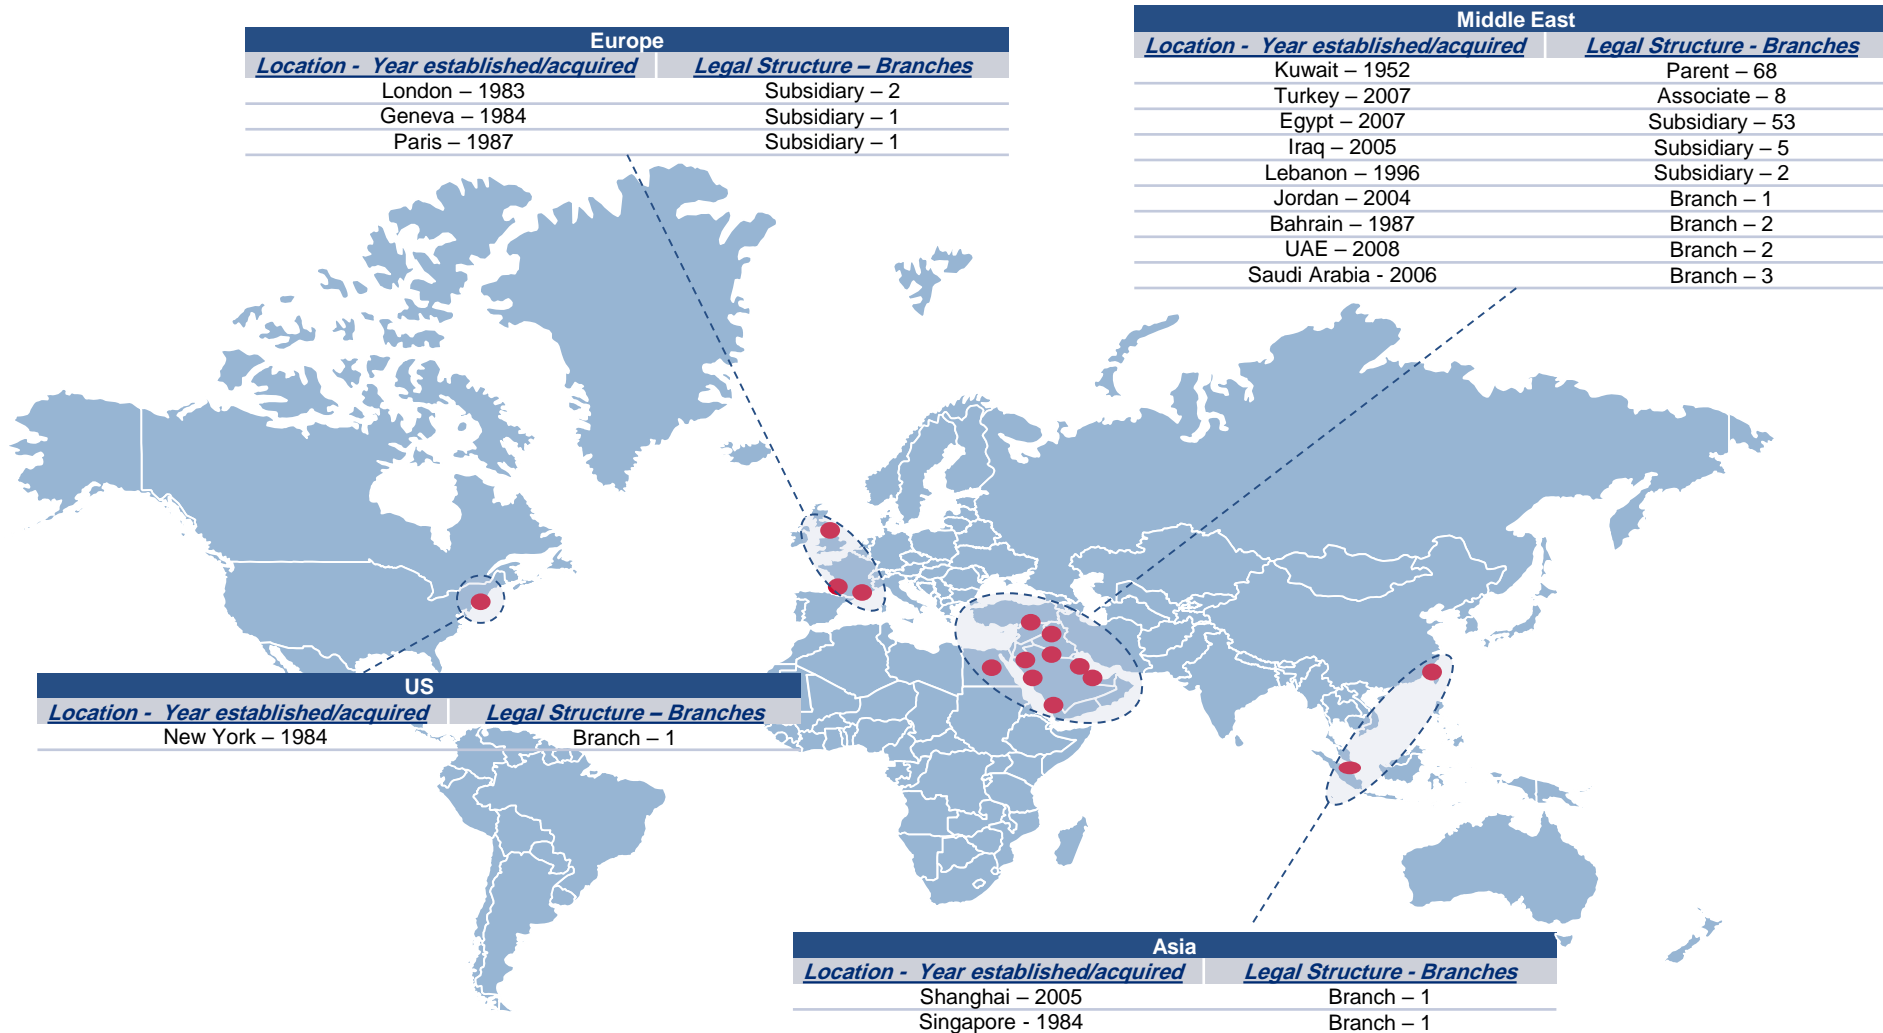 Europe
Location -  Year established/acquired Legal Structure – Branches
London – 1983 Subsidiary – 2
Geneva – 1984 Subsidiary – 1
Paris – 1987 Subsidiary – 1
Middle East
Location -  Year established/acquired Legal Structure - Branches
Kuwait – 1952 Parent – 68
Turkey – 2007 Associate – 8
Egypt – 2007 Subsidiary – 53
Iraq – 2005 Subsidiary – 5
Lebanon – 1996 Subsidiary – 2
Jordan – 2004 Branch – 1
Bahrain – 1987 Branch – 2
UAE – 2008 Branch – 2
Saudi Arabia - 2006 Branch – 3
US
Location -  Year established/acquired Legal Structure – Branches
New York – 1984 Branch – 1
Asia
Location -  Year established/acquired Legal Structure - Branches
Shanghai – 2005 Branch – 1
Singapore - 1984 Branch – 1